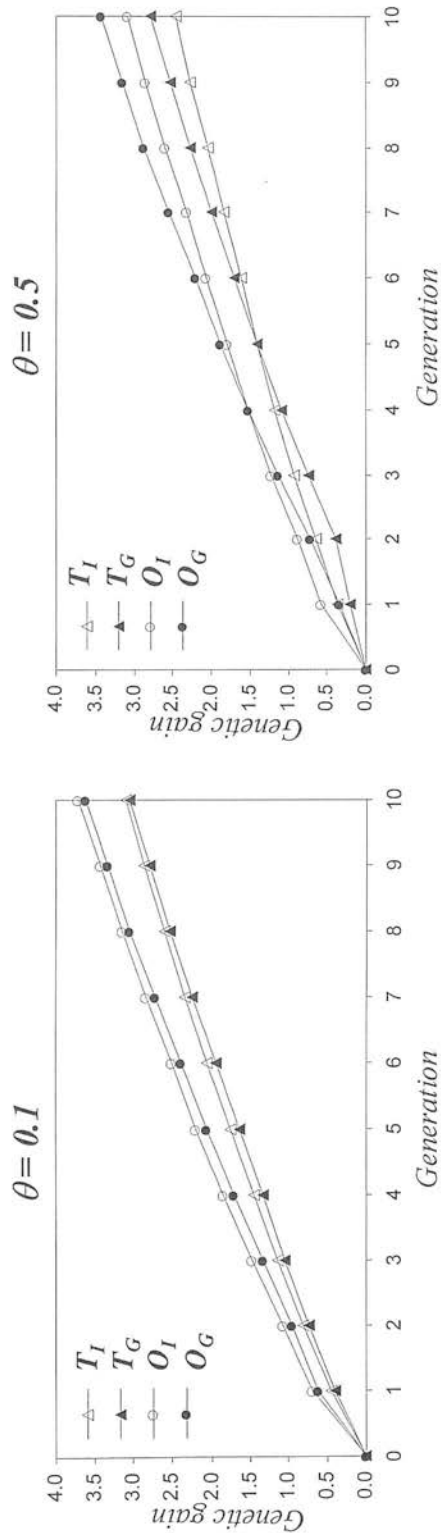 θ = 0.1
Genetic gain
4.0
3.5
3.0
2.5
2.0
1.5
1.0
0.5
0.0
T_I
T_G
O_I
O_G
0 1 2 3 4 5 6 7 8 9 10
Generation
θ = 0.5
Genetic gain
4.0
3.5
3.0
2.5
2.0
1.5
1.0
0.5
0.0
T_I
T_G
O_I
O_G
0 1 2 3 4 5 6 7 8 9 10
Generation